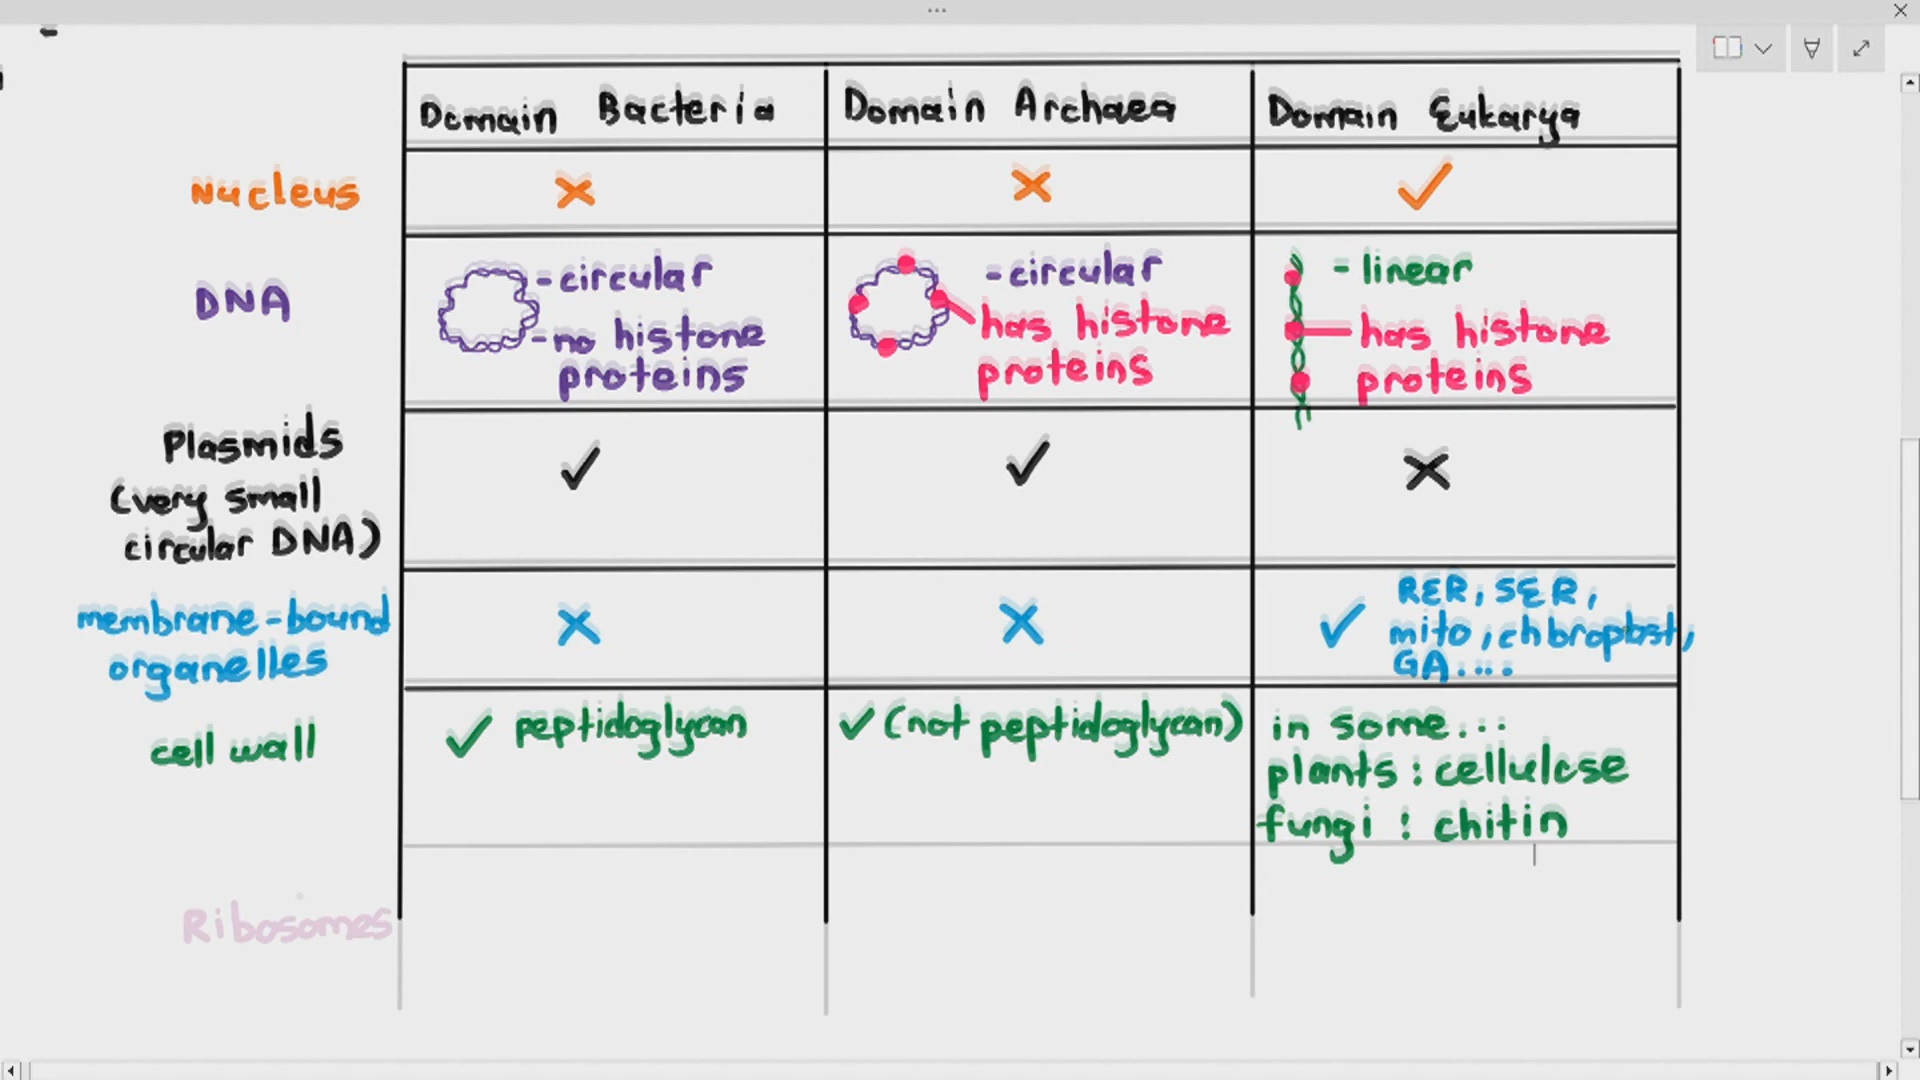 Domain Bacteria
Domain Archaea
Domain Eukarya
Nucleus
DNA
-circular
-no histone
proteins
-circular
has histone
proteins
-linear
has histone
proteins
Plasmids
(very small
circular DNA)
membrane-bound
organelles
RER, SER,
mito, chloroplast,
GA....
cell wall
peptidoglycan
(not peptidoglycan)
in some...
plants: cellulose
fungi: chitin
Ribosomes